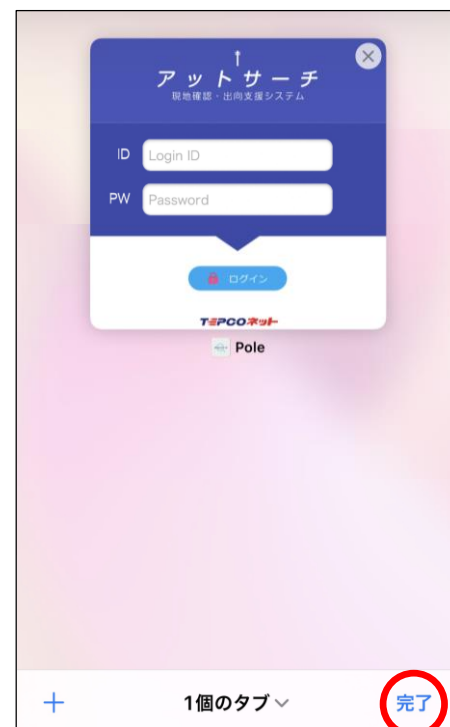 アットサーチ
現地確認・出向支援システム
ID Login ID
PW Password
ログイン
TEPCOネット
Pole
1個のタブ
完了